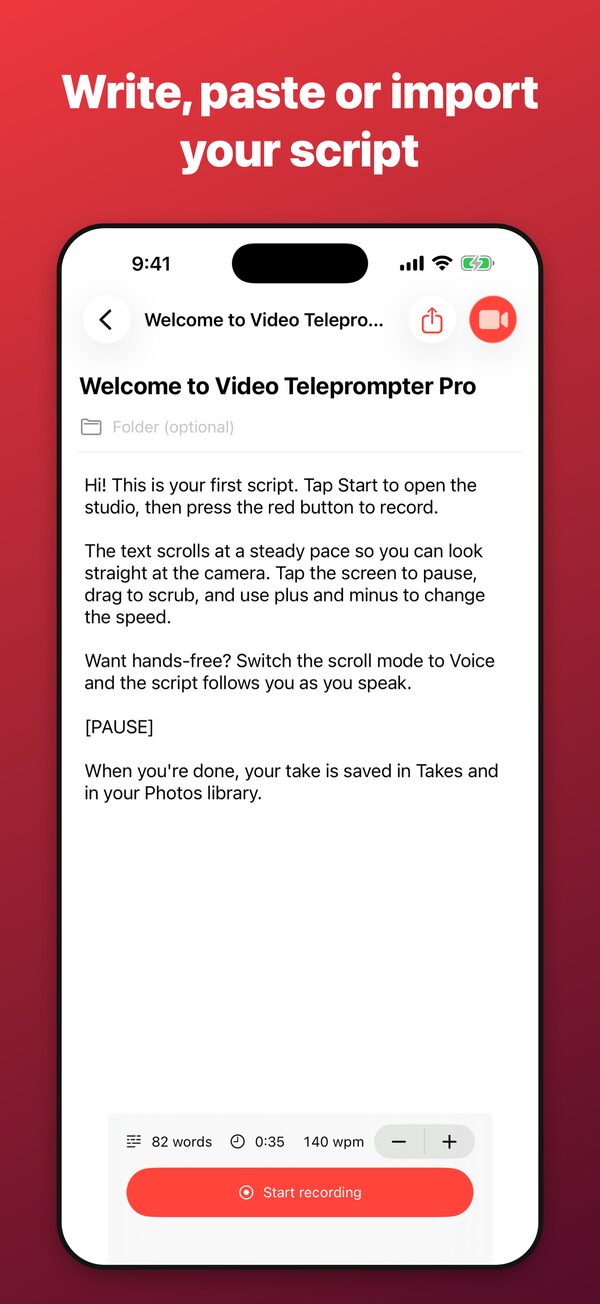 Write, paste or import
your script
9:41
Welcome to Video Telepro...
Welcome to Video Teleprompter Pro
Folder (optional)
Hi! This is your first script. Tap Start to open the
studio, then press the red button to record.
The text scrolls at a steady pace so you can look
straight at the camera. Tap the screen to pause,
drag to scrub, and use plus and minus to change
the speed.
Want hands-free? Switch the scroll mode to Voice
and the script follows you as you speak.
[PAUSE]
When you're done, your take is saved in Takes and
in your Photos library.
82 words 0:35 140 wpm
Start recording